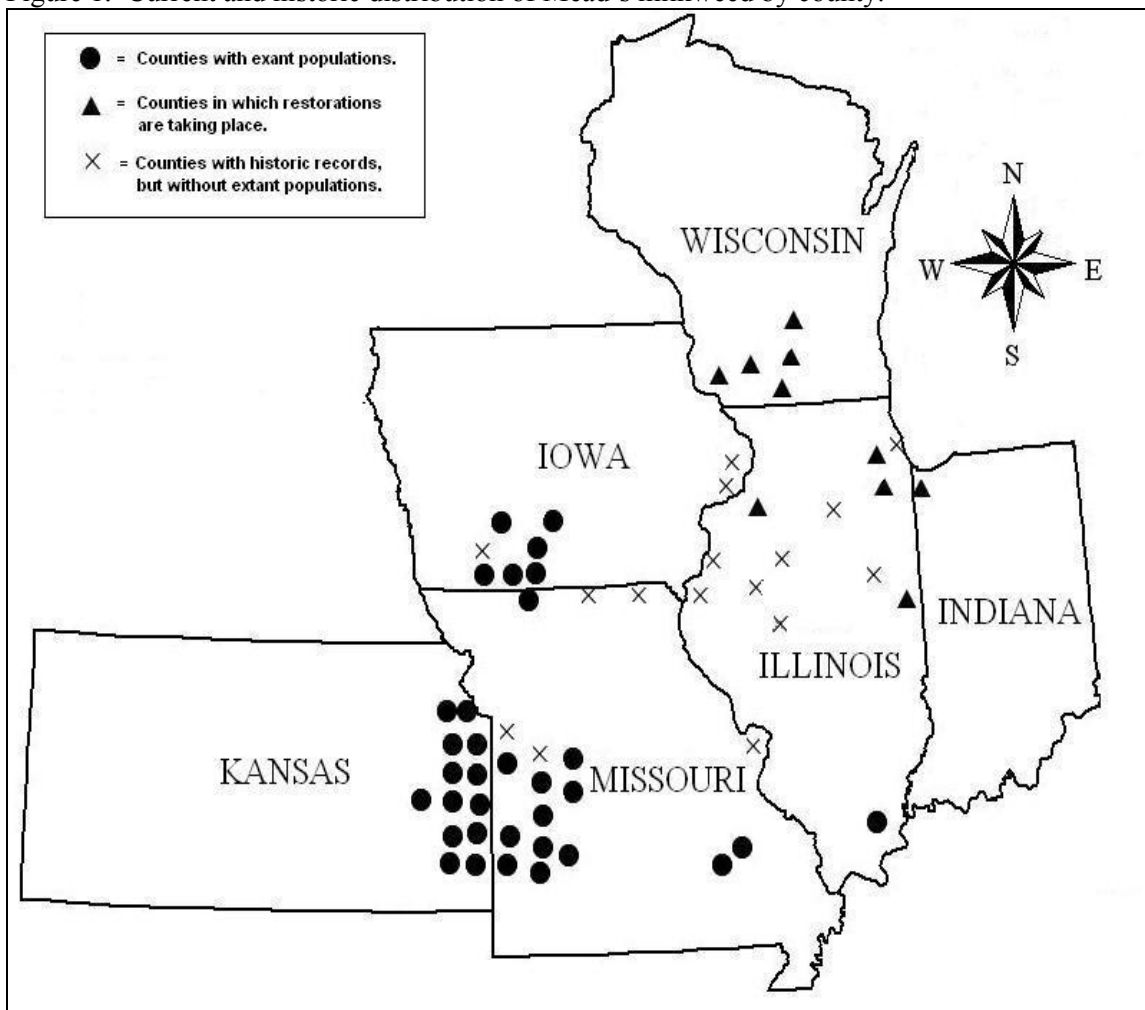 Figure 1. Current and historic distribution of Mead's milkweed by county.
= Counties with exant populations.
= Counties in which restorations
are taking place.
= Counties with historic records,
but without extant populations.
N
W
E
S
WISCONSIN
IOWA
INDIANA
ILLINOIS
KANSAS
MISSOURI